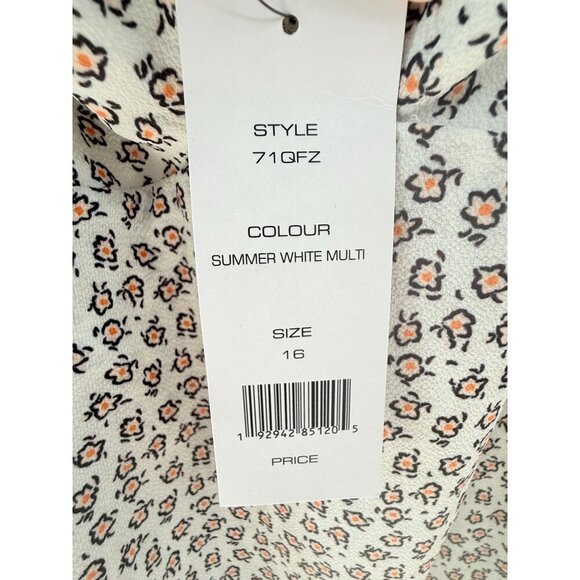 STYLE
71QFZ
COLOUR
SUMMER WHITE MULTI
SIZE
16
1 92942 85120 5
PRICE